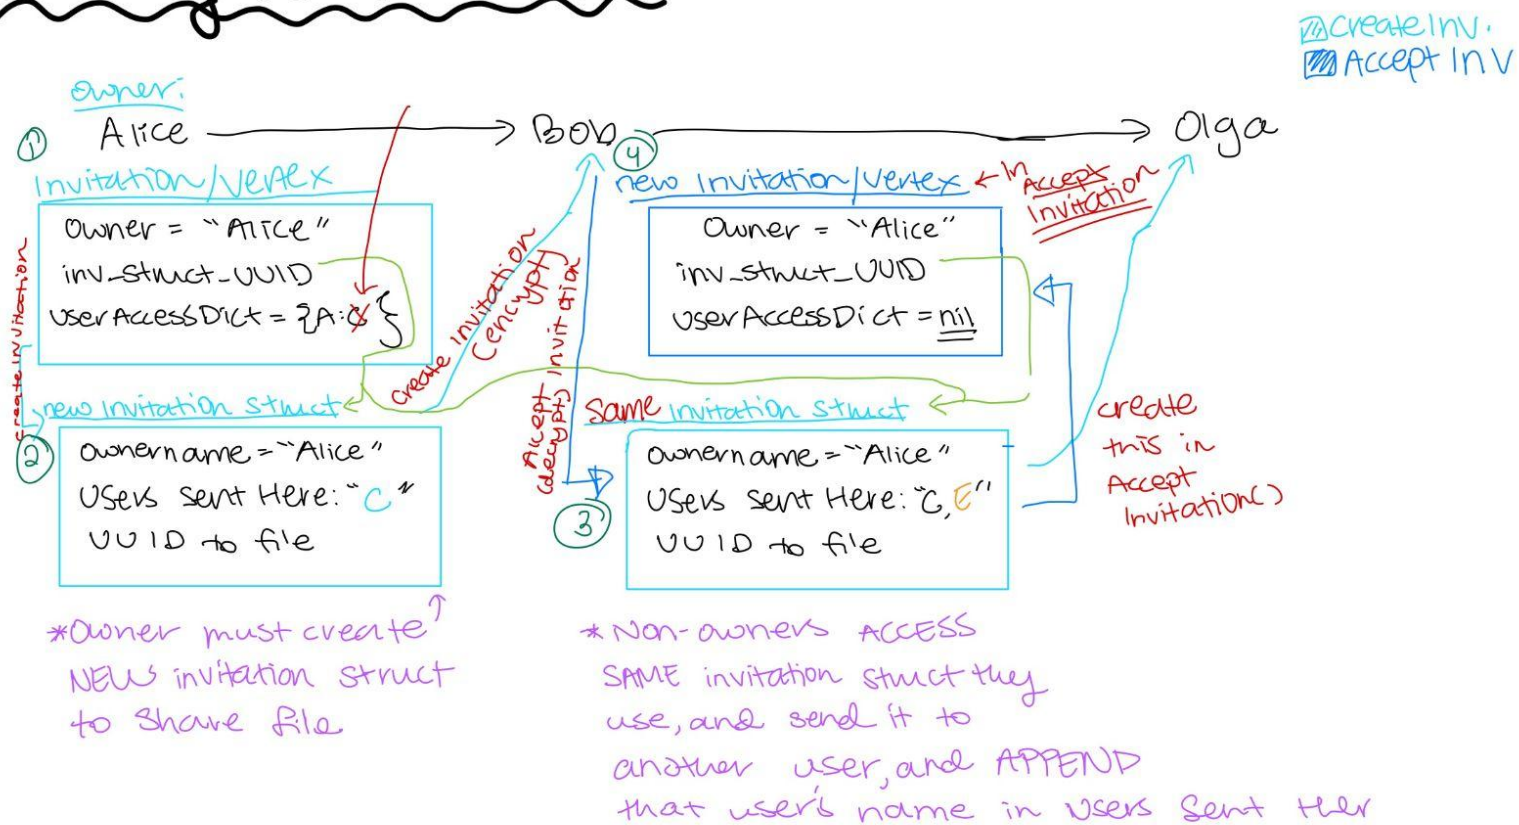 CreateInv.
Accept Inv
Owner:
Alice
Bob
Olga
1
Invitation/Vertex
Owner = "Alice"
inv_struct_UUID
userAccessDict = {A: }
create invitation
new invitation struct
2
Ownername = "Alice"
Users sent Here: "C"
UUID to file
*Owner must create
NEW invitation struct
to share file
create invitation
(encrypt)
Accept invitation
(decrypt)
4
new invitation/vertex
In
Accept
Invitation
Owner = "Alice"
inv_struct_UUID
userAccessDict = nil
Same invitation struct
3
Ownername = "Alice"
Users sent Here: "C, E"
UUID to file
create
this in
Accept
Invitation()
* Non-owners ACCESS
SAME invitation struct they
use, and send it to
another user, and APPEND
that user's name in Users Sent Her